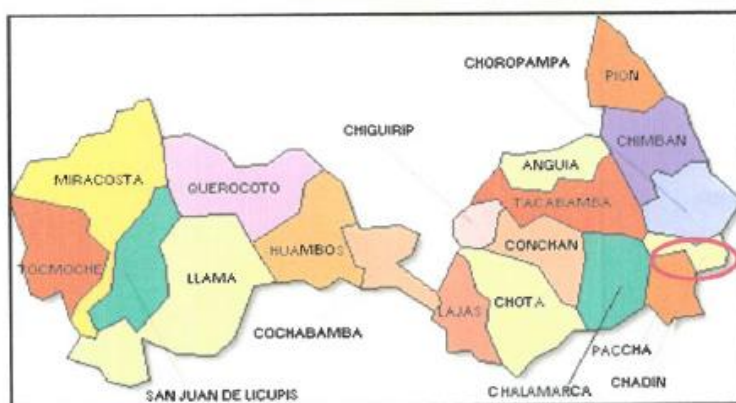 PION
CHOROPAMPA
CHIMBAN
CHIGUIRIP
ANGUIA
MIRACOSTA
QUEROCOTO
TACABAMBA
CONCHAN
HUAMBOS
TOCMOCHE
LLAMA
LAJAS
CHOTA
COCHABAMBA
PACCHA
CHALAMARCA
CHADIN
SAN JUAN DE LICUPIS